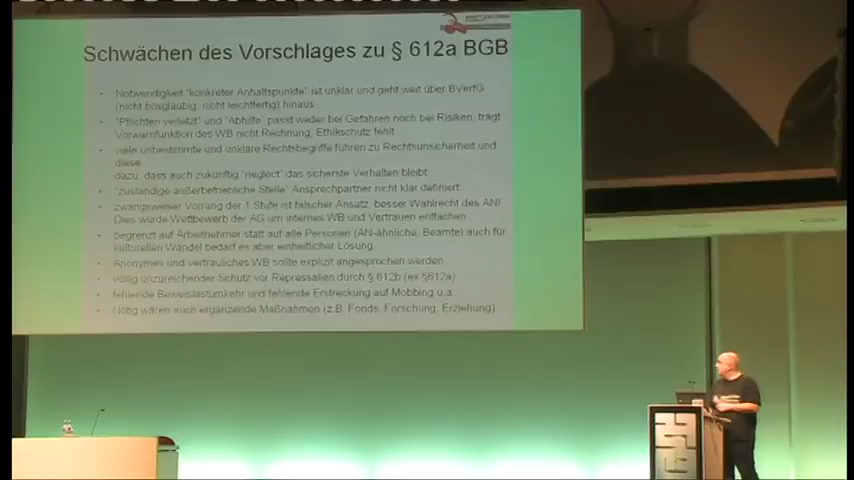 Schwächen des Vorschlages zu § 612a BGB
Notwendigkeit "konkreter Anhaltspunkte" ist unklar und geht weit über BVerfG
(nicht bösgläubig, nicht leichtfertig) hinaus
"Pflichten verletzt" und "Abhilfe" passt weder bei Gefahren noch bei Risiken, trägt
Vorwarnfunktion des WB nicht Rechnung, Ethikschutz fehlt
viele unbestimmte und unklare Rechtsbegriffe führen zu Rechtsunsicherheit und
diese
dazu, dass auch zukünftig "neglect" das sicherste Verhalten bleibt
"zuständige außerbetriebliche Stelle" Ansprechpartner nicht klar definiert
zwangsweiser Vorrang der 1 Stufe ist falscher Ansatz, besser Wahlrecht des AN!
Dies würde Wettbewerb der AG um internes WB und Vertrauen entfachen
begrenzt auf Arbeitnehmer statt auf alle Personen (AN-ähnliche, Beamte) auch für
kulturellen Wandel bedarf es aber einheitlicher Lösung
Anonymes und vertrauliches WB sollte explizit angesprochen werden
völlig unzureichender Schutz vor Repressalien durch § 612b (ex §612a)
fehlende Beweislastumkehr und fehlende Erstreckung auf Mobbing u.a.
Nötig wären auch ergänzende Maßnahmen (z.B. Fonds, Forschung, Erziehung)